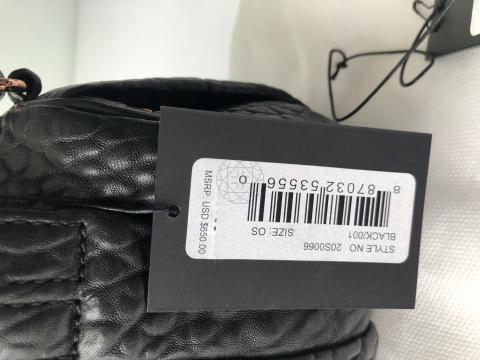 STYLE NO 20S0066
BLACK/001
SIZE: OS
8 87032 53556 0
MSRP: USD $650.00